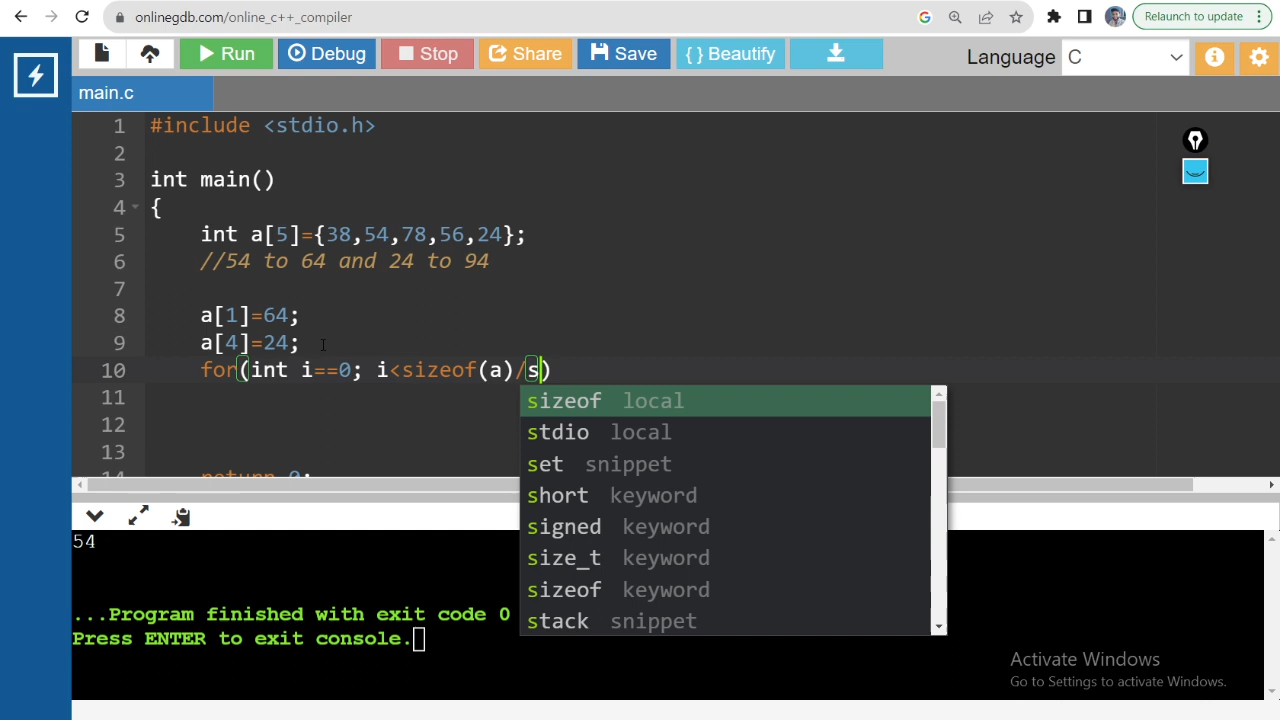 onlinegdb.com/online_c++_compiler
Relaunch to update
Run Debug Stop Share Save { } Beautify Language C
main.c
1 #include <stdio.h>
2
3 int main()
4 {
5 int a[5]={38,54,78,56,24};
6 //54 to 64 and 24 to 94
7
8 a[1]=64;
9 a[4]=24;
10 for(int i==0; i<sizeof(a)/s)
11
12
13
14 return 0;
sizeof local
stdio local
set snippet
short keyword
signed keyword
size_t keyword
sizeof keyword
stack snippet
54
...Program finished with exit code 0
Press ENTER to exit console.
Activate Windows
Go to Settings to activate Windows.